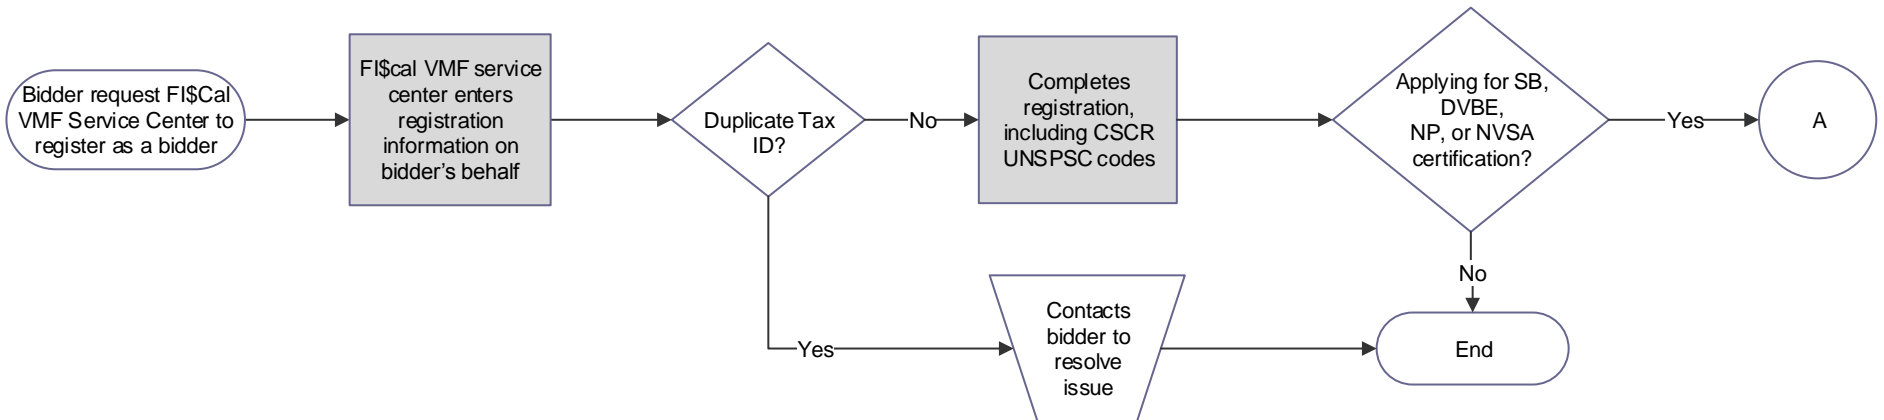 Bidder request FI$Cal
VMF Service Center to
register as a bidder
FI$cal VMF service
center enters
registration
information on
bidder's behalf
Duplicate Tax
ID?
No
Completes
registration,
including CSCR
UNSPSC codes
Applying for SB,
DVBE,
NP, or NVSA
certification?
Yes
A
No
Yes
Contacts
bidder to
resolve
issue
End